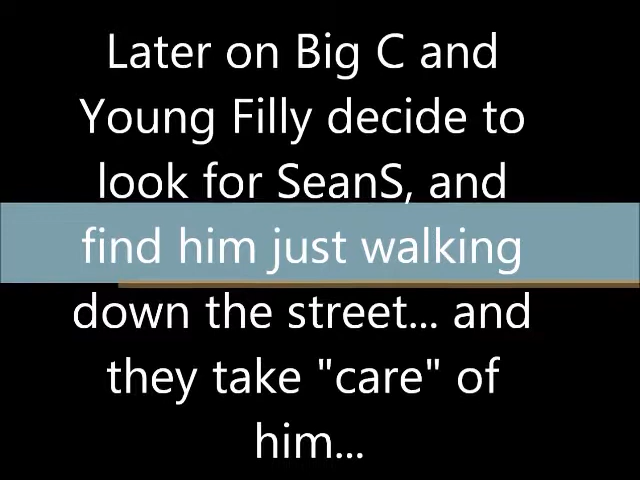 Later on Big C and
Young Filly decide to
look for SeanS, and
find him just walking
down the street... and
they take "care" of
him...